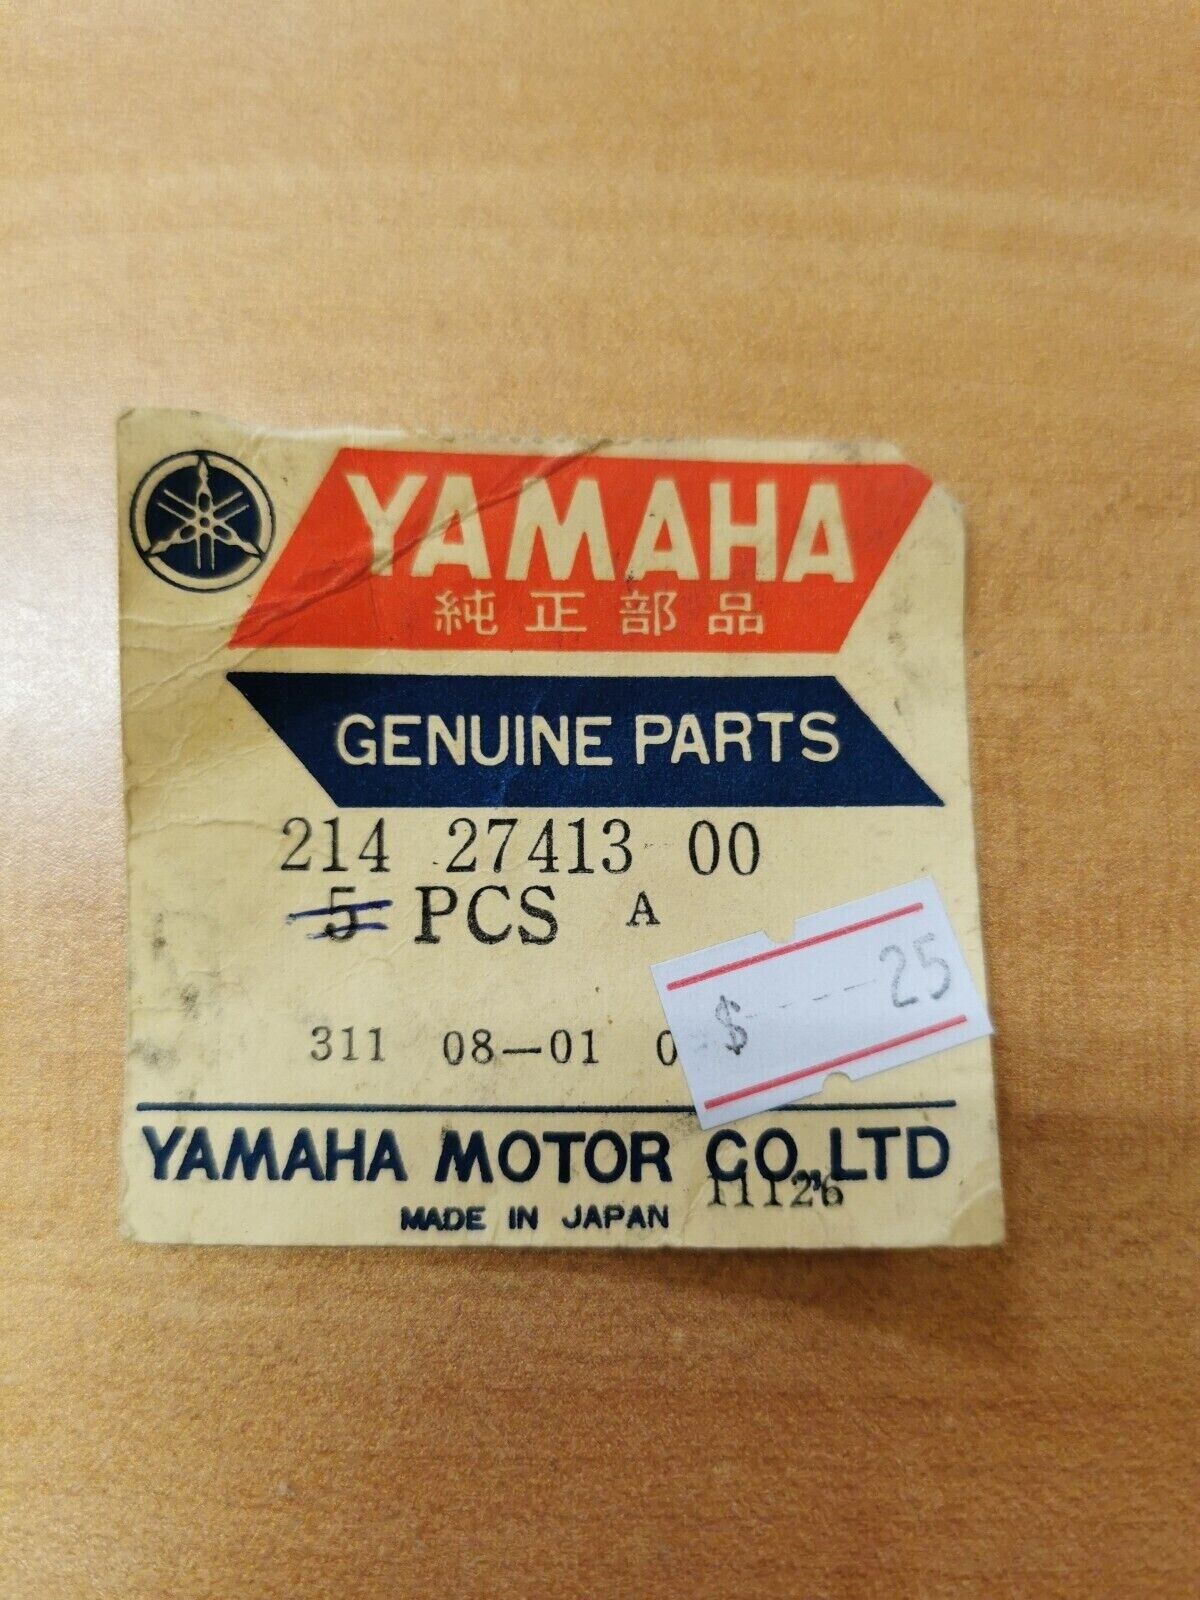 YAMAHA
純正部品
GENUINE PARTS
214 27413 00
5 PCS A
$ ---- 25
311 08-01 0
YAMAHA MOTOR CO.,LTD
11126
MADE IN JAPAN